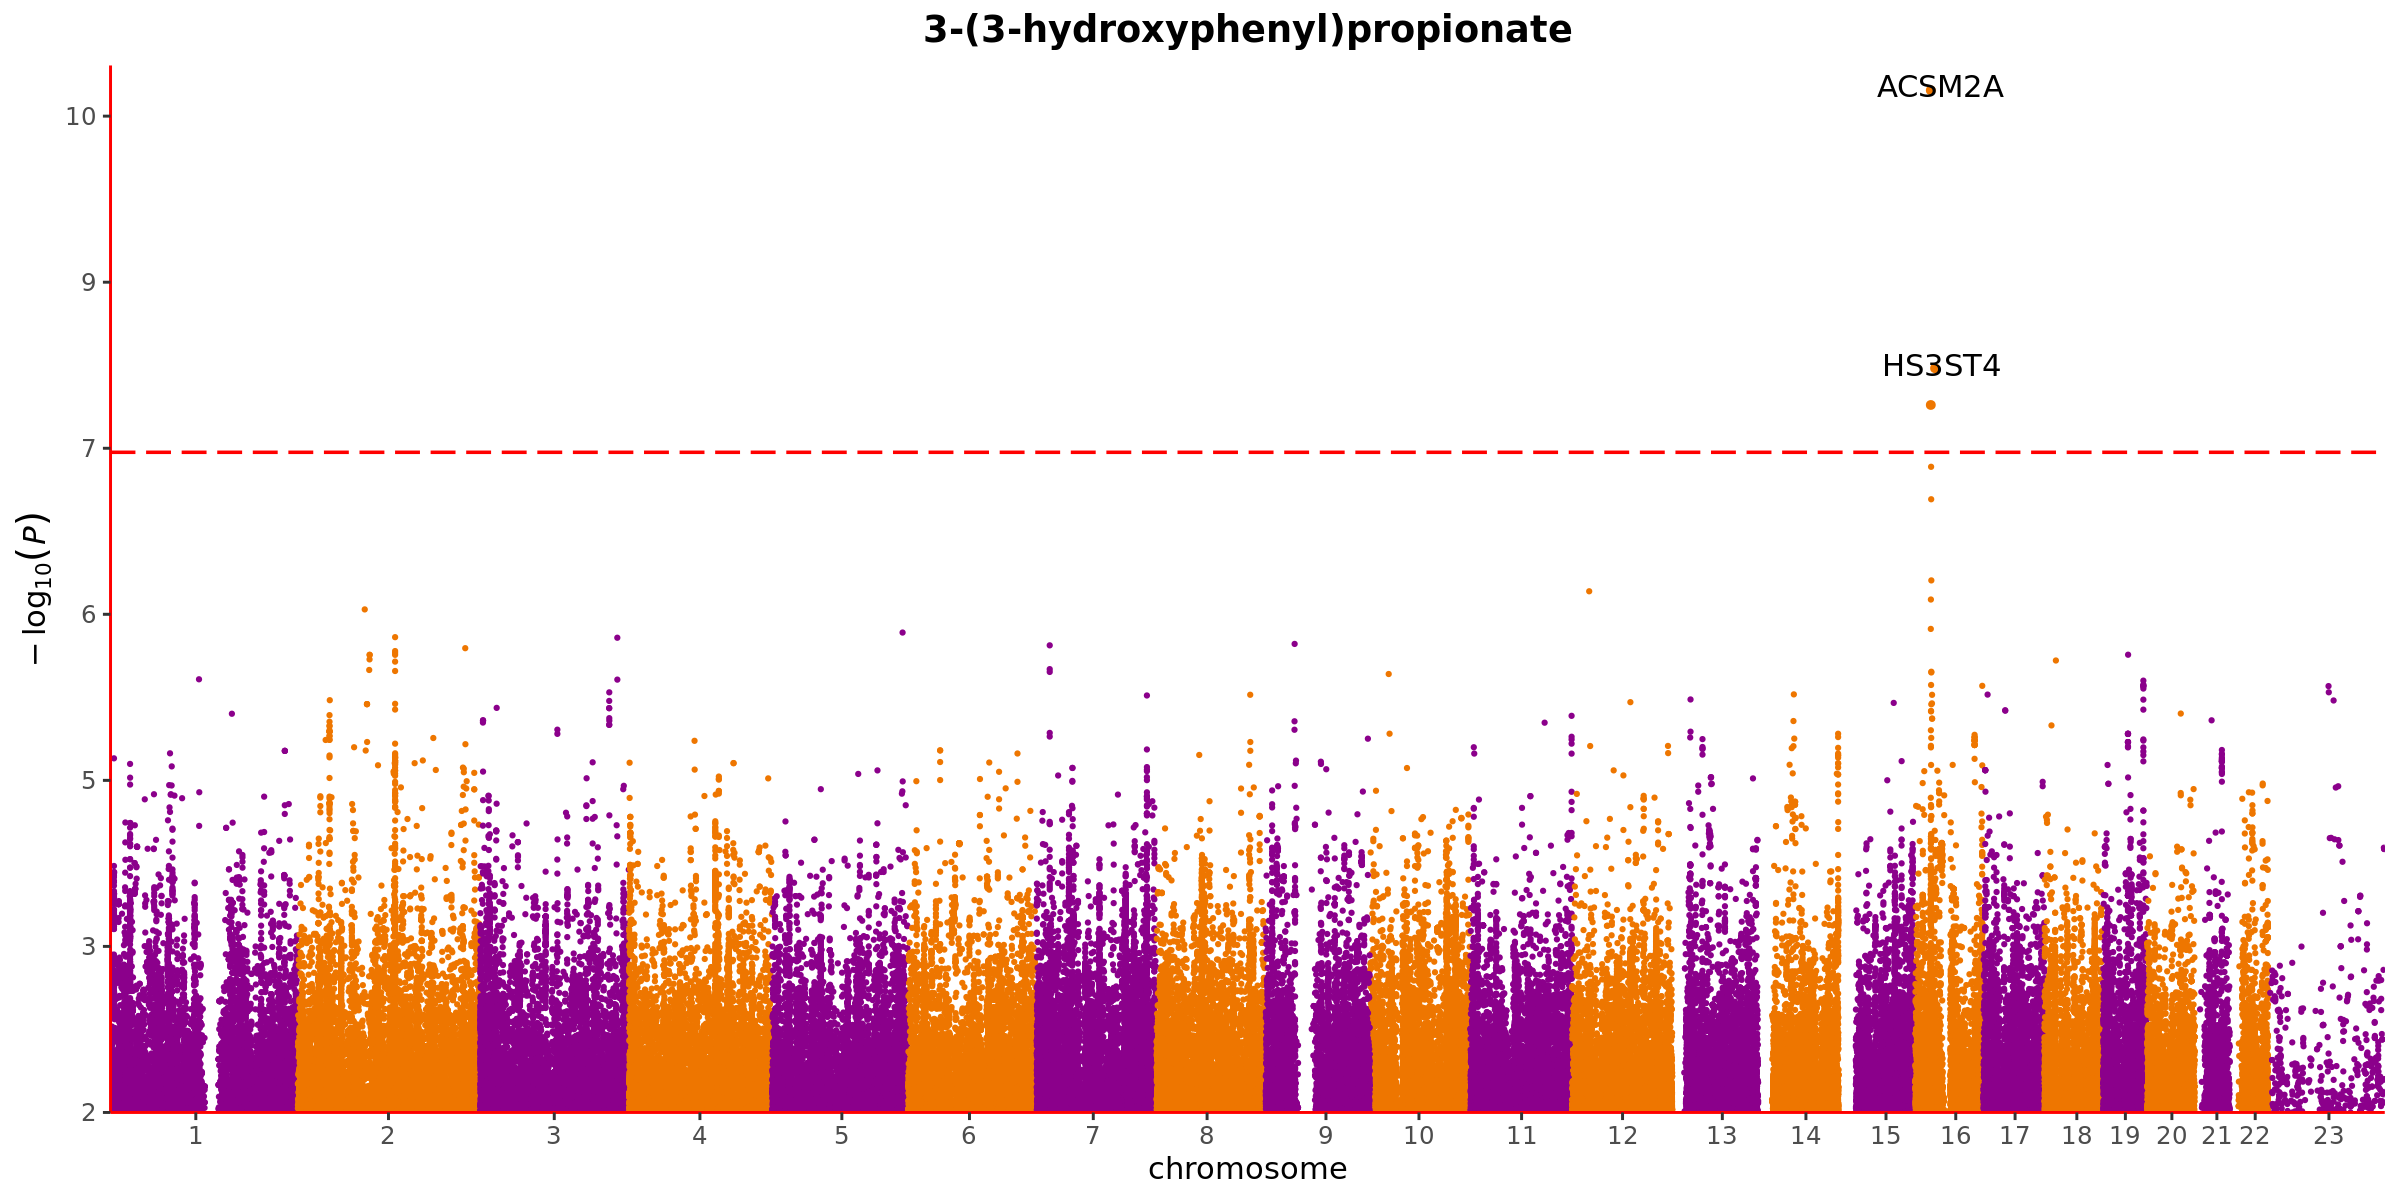 3-(3-hydroxyphenyl)propionate
ACSM2A
HS3ST4
10
9
7
6
5
3
2
− log10(P)
1 2 3 4 5 6 7 8 9 10 11 12 13 14 15 16 17 18 19 20 21 22 23
chromosome